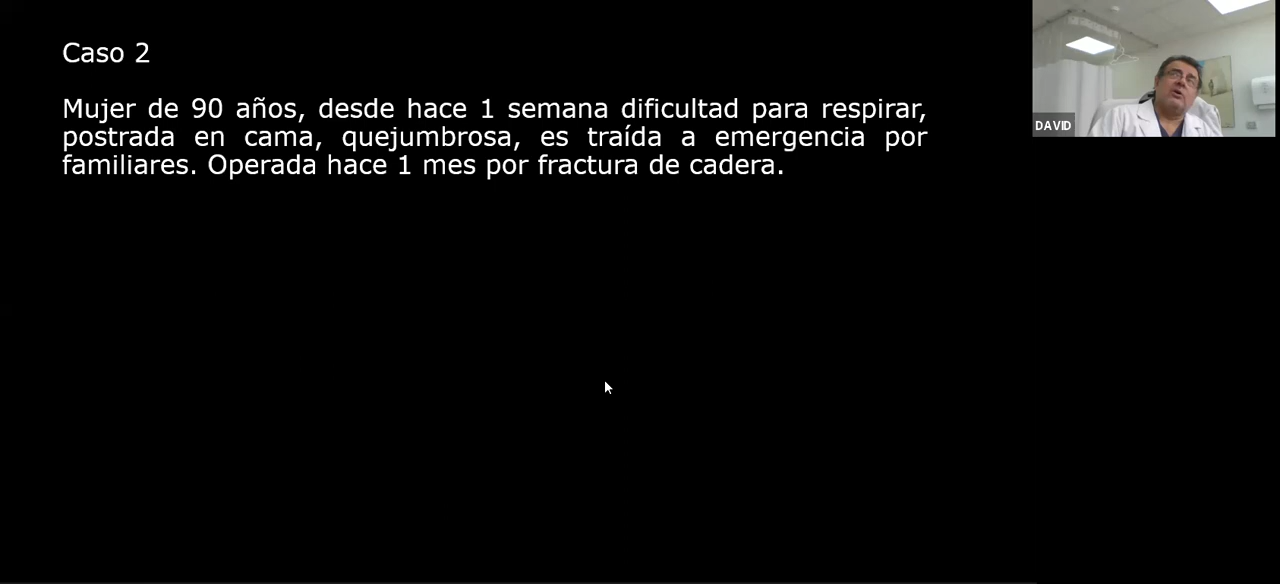 Caso 2
Mujer de 90 años, desde hace 1 semana dificultad para respirar,
postrada en cama, quejumbrosa, es traída a emergencia por
familiares. Operada hace 1 mes por fractura de cadera.
DAVID